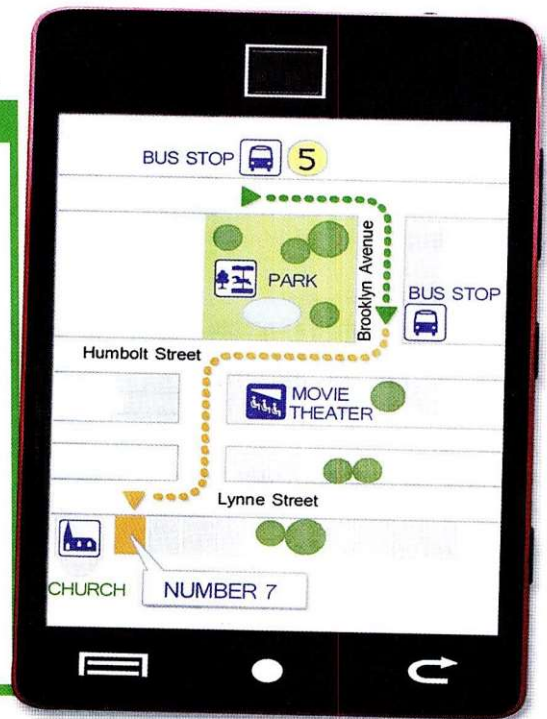 BUS STOP 5
Brooklyn Avenue
PARK
BUS STOP
Humbolt Street
MOVIE
THEATER
Lynne Street
CHURCH
NUMBER 7